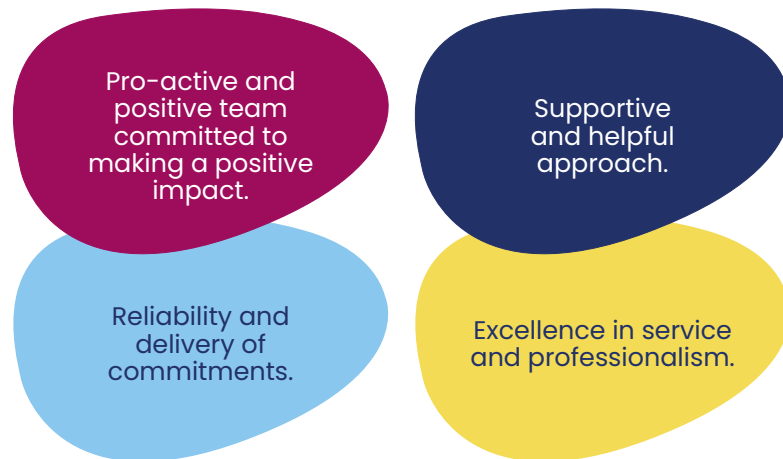 Pro-active and
positive team
committed to
making a positive
impact.
Supportive
and helpful
approach.
Reliability and
delivery of
commitments.
Excellence in service
and professionalism.